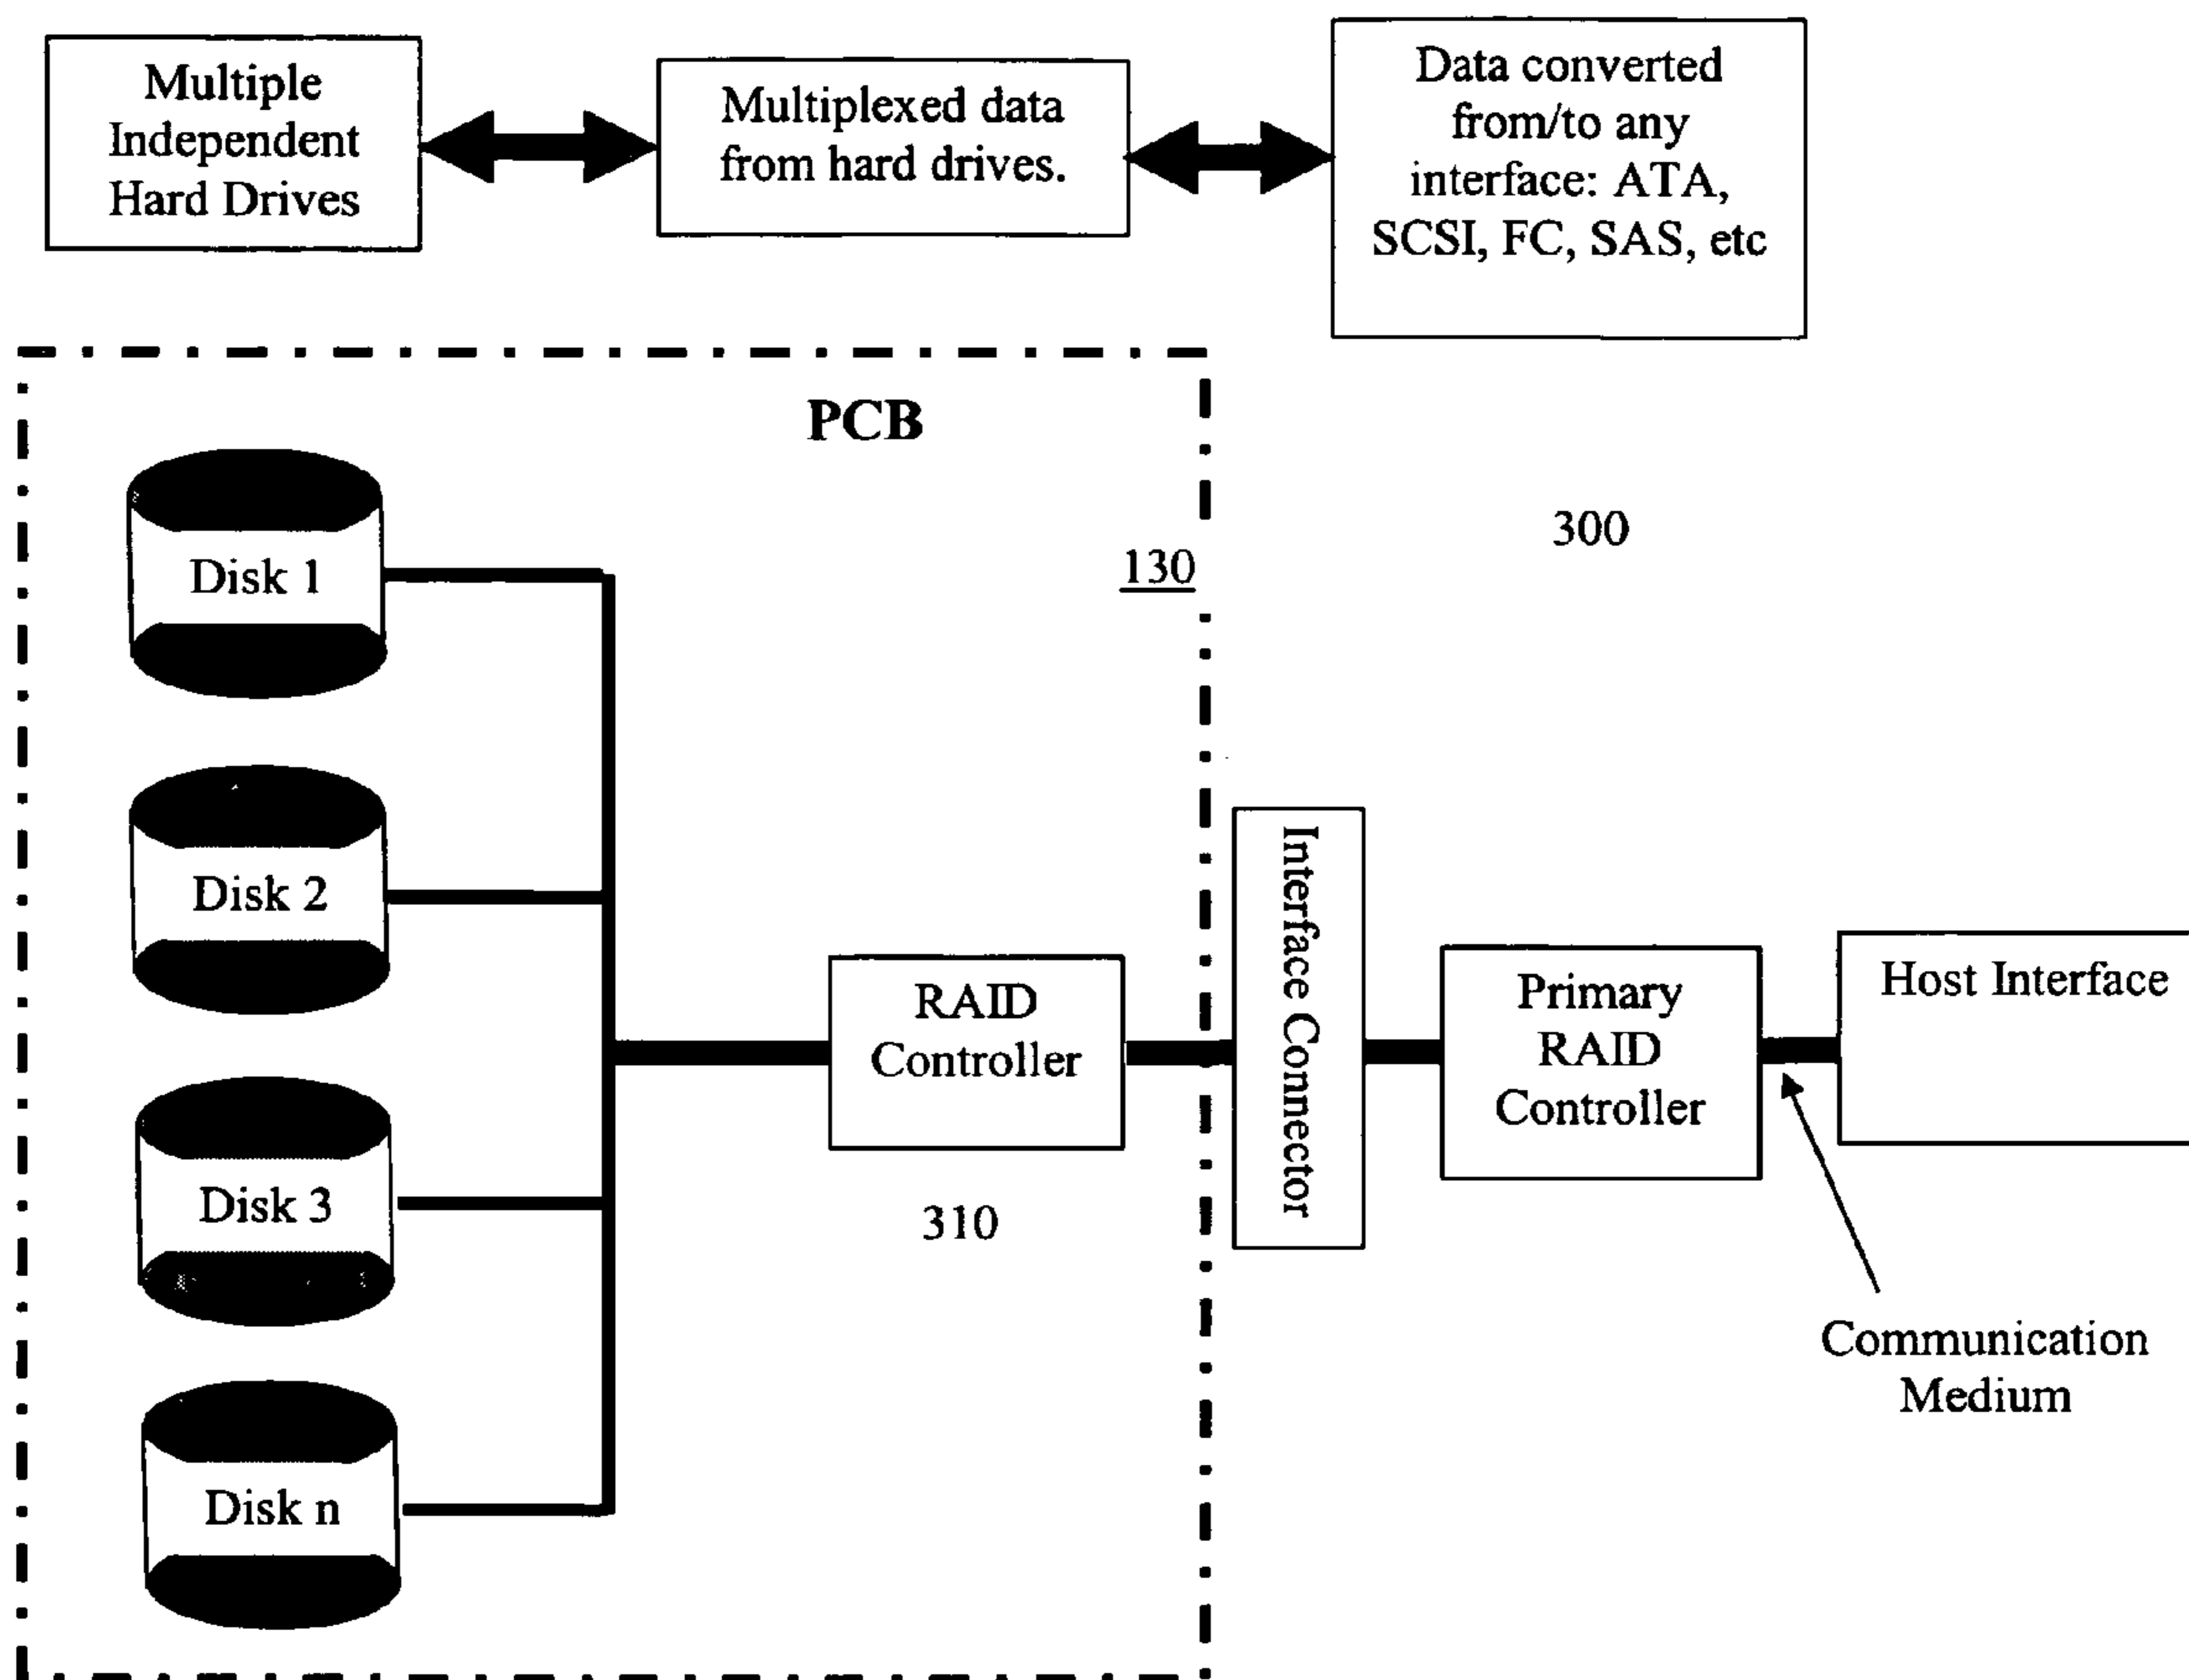 Multiple
Independent
Hard Drives
Multiplexed data
from hard drives.
Data converted
from/to any
interface: ATA,
SCSI, FC, SAS, etc
PCB
300
130
Disk 1
Disk 2
Disk 3
Disk n
RAID
Controller
310
Interface Connector
Primary
RAID
Controller
Host Interface
Communication
Medium